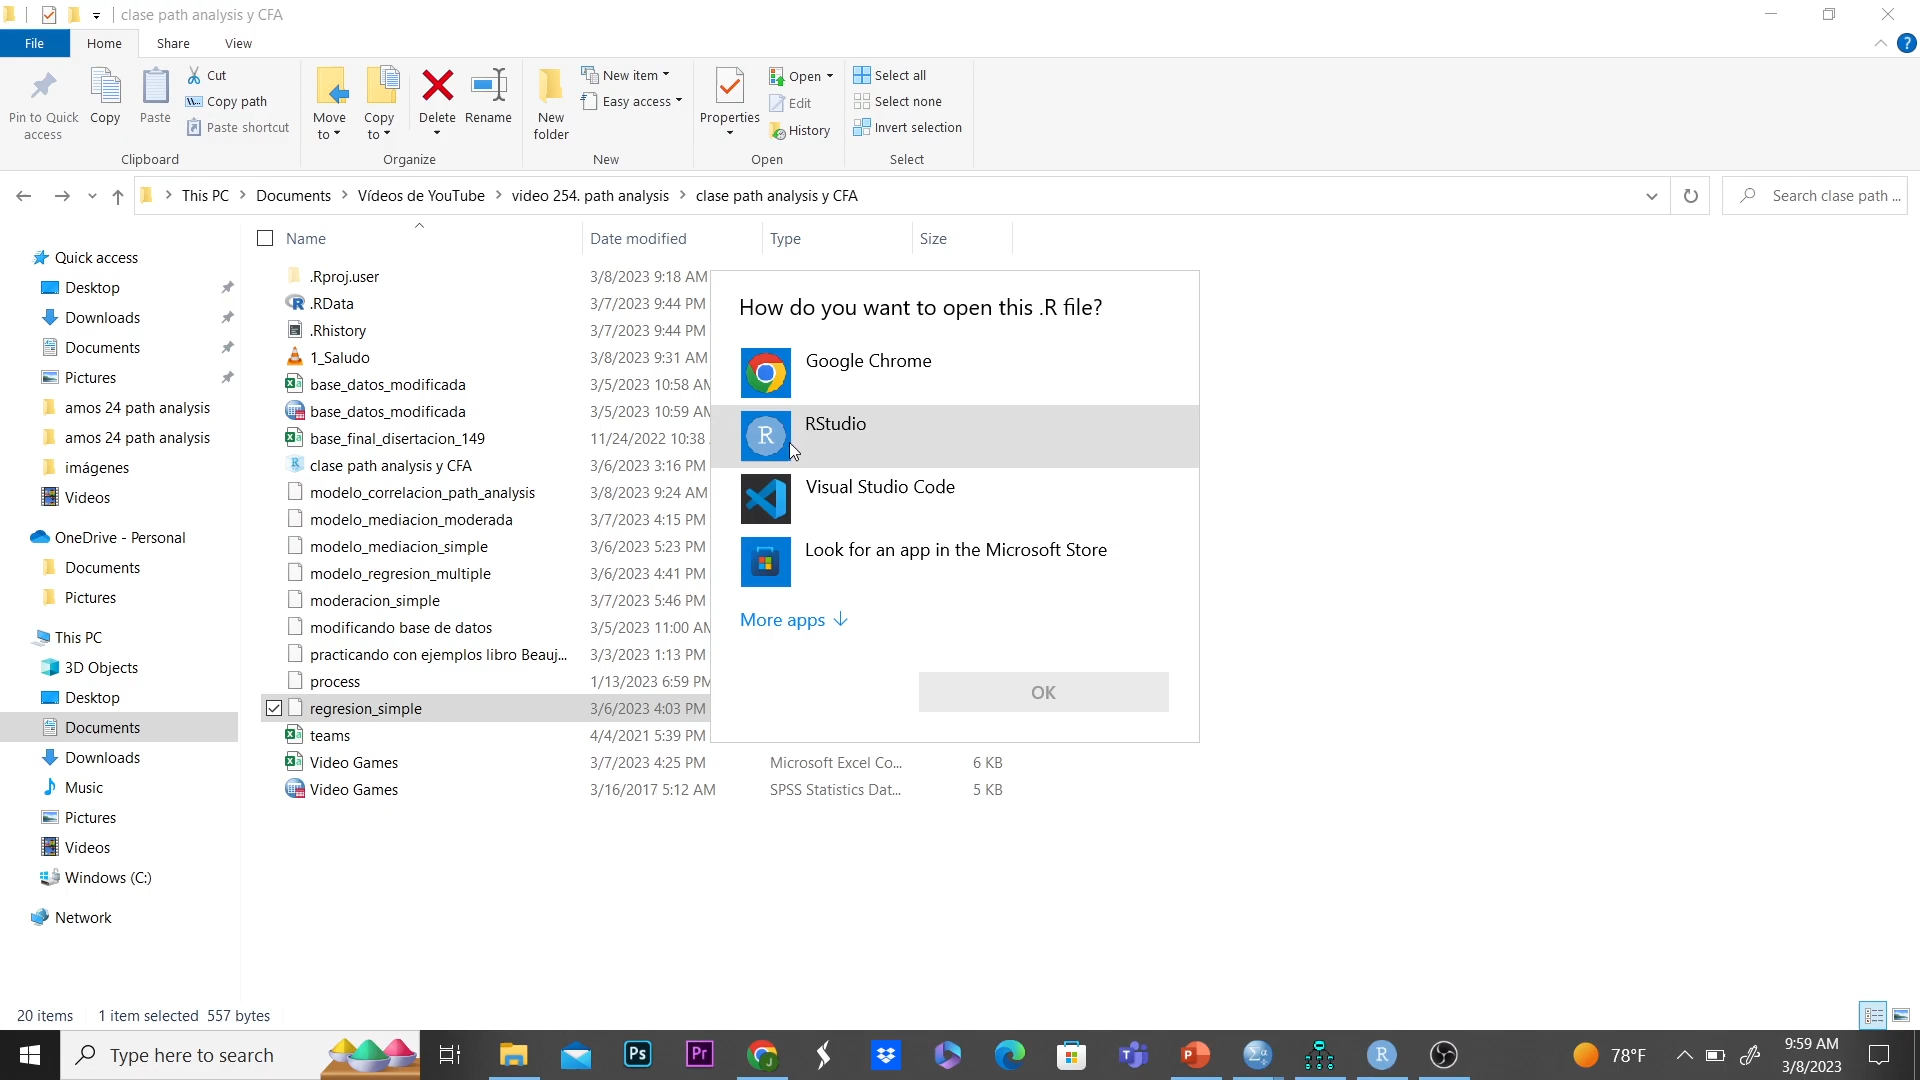 clase path analysis y CFA
File Home Share View
Pin to Quick access
Copy
Paste
Cut
Copy path
Paste shortcut
Clipboard
Move to
Copy to
Delete
Rename
Organize
New folder
New item
Easy access
New
Properties
Open
Edit
History
Open
Select all
Select none
Invert selection
Select
This PC Documents Vídeos de YouTube video 254. path analysis clase path analysis y CFA
Search clase path ...
Quick access
Desktop
Downloads
Documents
Pictures
amos 24 path analysis
amos 24 path analysis
imágenes
Videos
OneDrive - Personal
Documents
Pictures
This PC
3D Objects
Desktop
Documents
Downloads
Music
Pictures
Videos
Windows (C:)
Network
Name Date modified Type Size
.Rproj.user 3/8/2023 9:18 AM
.RData 3/7/2023 9:44 PM
.Rhistory 3/7/2023 9:44 PM
1_Saludo 3/8/2023 9:31 AM
base_datos_modificada 3/5/2023 10:58 AM
base_datos_modificada 3/5/2023 10:59 AM
base_final_disertacion_149 11/24/2022 10:38
clase path analysis y CFA 3/6/2023 3:16 PM
modelo_correlacion_path_analysis 3/8/2023 9:24 AM
modelo_mediacion_moderada 3/7/2023 4:15 PM
modelo_mediacion_simple 3/6/2023 5:23 PM
modelo_regresion_multiple 3/6/2023 4:41 PM
moderacion_simple 3/7/2023 5:46 PM
modificando base de datos 3/5/2023 11:00 AM
practicando con ejemplos libro Beauj... 3/3/2023 1:13 PM
process 1/13/2023 6:59 PM
regresion_simple 3/6/2023 4:03 PM
teams 4/4/2021 5:39 PM
Video Games 3/7/2023 4:25 PM Microsoft Excel Co... 6 KB
Video Games 3/16/2017 5:12 AM SPSS Statistics Dat... 5 KB
How do you want to open this .R file?
Google Chrome
R RStudio
Visual Studio Code
Look for an app in the Microsoft Store
More apps
OK
20 items 1 item selected 557 bytes
Type here to search
Ps
Pr
78°F
9:59 AM
3/8/2023